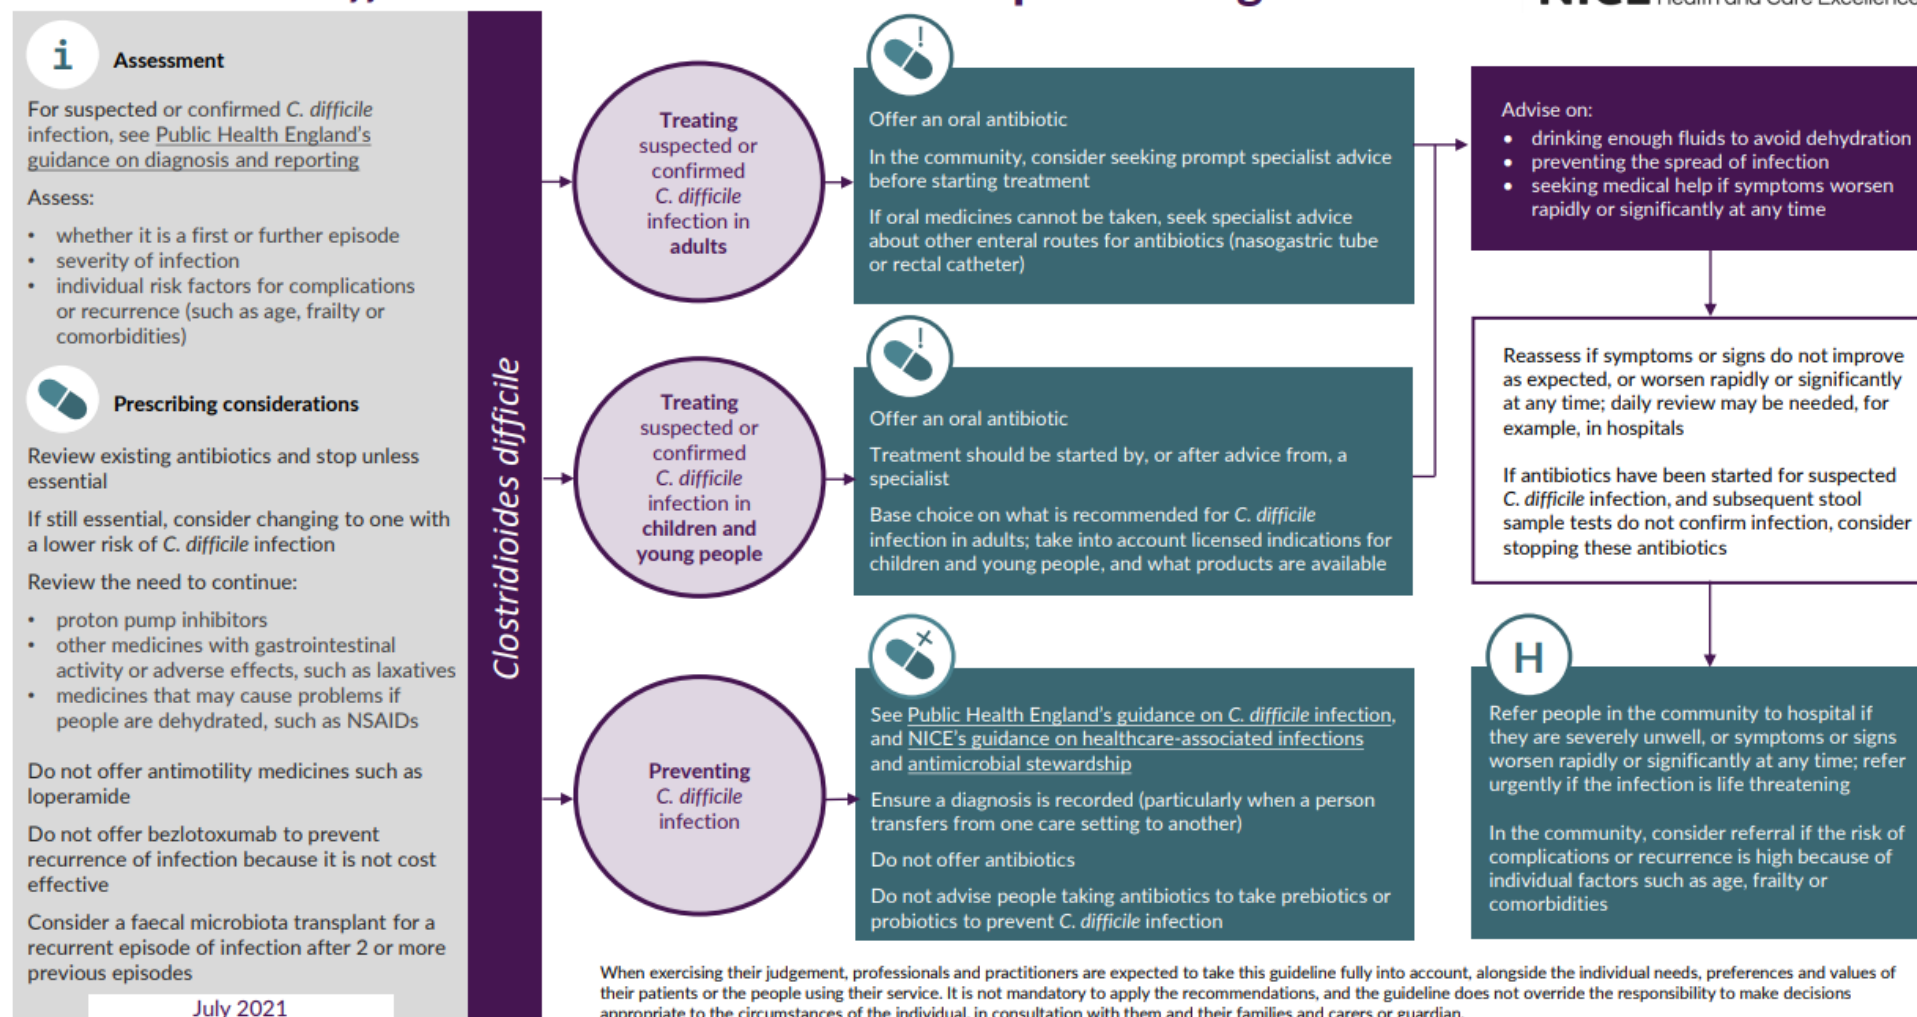 Health and Care Excellence
i
Assessment
For suspected or confirmed C. difficile
infection, see Public Health England's
guidance on diagnosis and reporting
Assess:
• whether it is a first or further episode
• severity of infection
• individual risk factors for complications
or recurrence (such as age, frailty or
comorbidities)
Prescribing considerations
Review existing antibiotics and stop unless
essential
If still essential, consider changing to one with
a lower risk of C. difficile infection
Review the need to continue:
• proton pump inhibitors
• other medicines with gastrointestinal
activity or adverse effects, such as laxatives
• medicines that may cause problems if
people are dehydrated, such as NSAIDs
Do not offer antimotility medicines such as
loperamide
Do not offer bezlotoxumab to prevent
recurrence of infection because it is not cost
effective
Consider a faecal microbiota transplant for a
recurrent episode of infection after 2 or more
previous episodes
July 2021
Clostridioides difficile
Treating
suspected or
confirmed
C. difficile
infection in
adults
!
Offer an oral antibiotic
In the community, consider seeking prompt specialist advice
before starting treatment
If oral medicines cannot be taken, seek specialist advice
about other enteral routes for antibiotics (nasogastric tube
or rectal catheter)
Treating
suspected or
confirmed
C. difficile
infection in
children and
young people
!
Offer an oral antibiotic
Treatment should be started by, or after advice from, a
specialist
Base choice on what is recommended for C. difficile
infection in adults; take into account licensed indications for
children and young people, and what products are available
Preventing
C. difficile
infection
See Public Health England's guidance on C. difficile infection,
and NICE's guidance on healthcare-associated infections
and antimicrobial stewardship
Ensure a diagnosis is recorded (particularly when a person
transfers from one care setting to another)
Do not offer antibiotics
Do not advise people taking antibiotics to take prebiotics or
probiotics to prevent C. difficile infection
Advise on:
• drinking enough fluids to avoid dehydration
• preventing the spread of infection
• seeking medical help if symptoms worsen
rapidly or significantly at any time
Reassess if symptoms or signs do not improve
as expected, or worsen rapidly or significantly
at any time; daily review may be needed, for
example, in hospitals
If antibiotics have been started for suspected
C. difficile infection, and subsequent stool
sample tests do not confirm infection, consider
stopping these antibiotics
H
Refer people in the community to hospital if
they are severely unwell, or symptoms or signs
worsen rapidly or significantly at any time; refer
urgently if the infection is life threatening
In the community, consider referral if the risk of
complications or recurrence is high because of
individual factors such as age, frailty or
comorbidities
When exercising their judgement, professionals and practitioners are expected to take this guideline fully into account, alongside the individual needs, preferences and values of
their patients or the people using their service. It is not mandatory to apply the recommendations, and the guideline does not override the responsibility to make decisions
appropriate to the circumstances of the individual, in consultation with them and their families and carers or guardian.